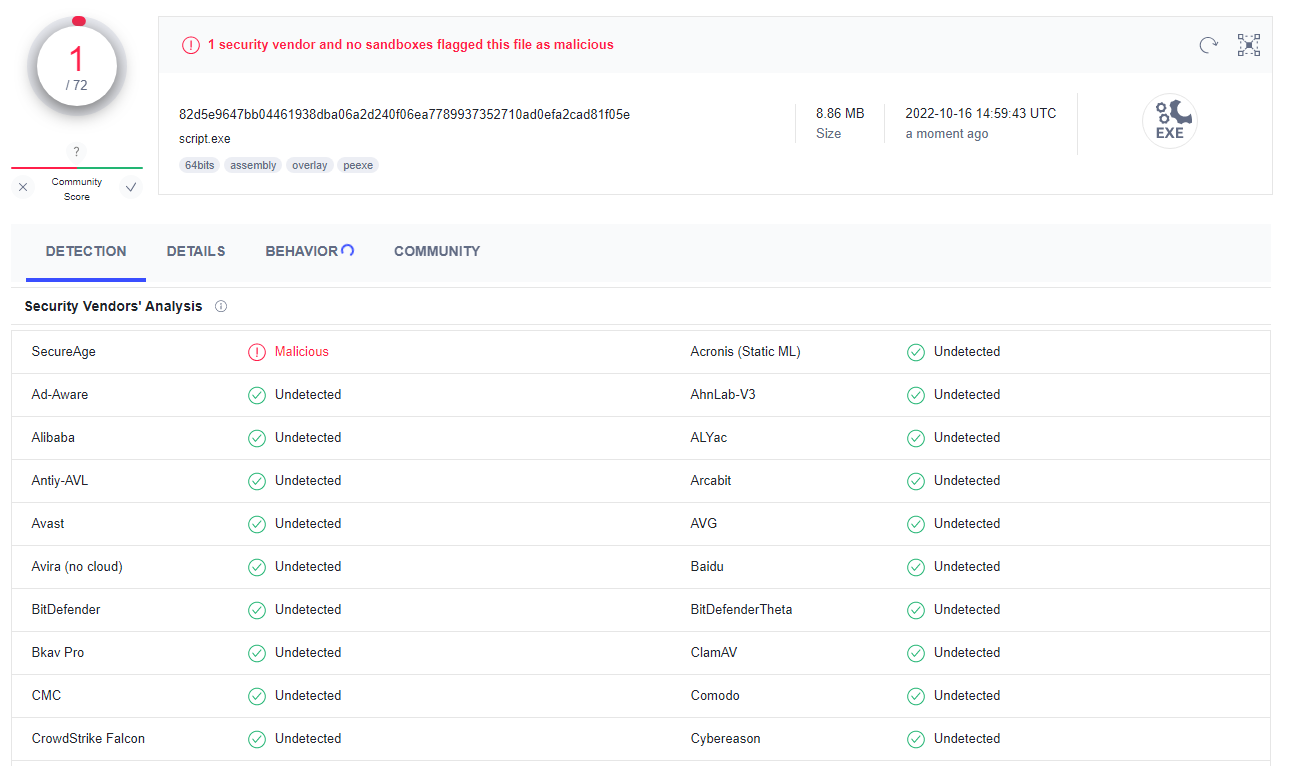 1
/ 72
?
Community
Score
1 security vendor and no sandboxes flagged this file as malicious
82d5e9647bb04461938dba06a2d240f06ea7789937352710ad0efa2cad81f05e
script.exe
64bits assembly overlay peexe
8.86 MB
Size
2022-10-16 14:59:43 UTC
a moment ago
EXE
DETECTION DETAILS BEHAVIOR COMMUNITY
Security Vendors' Analysis
SecureAge Malicious Acronis (Static ML) Undetected
Ad-Aware Undetected AhnLab-V3 Undetected
Alibaba Undetected ALYac Undetected
Antiy-AVL Undetected Arcabit Undetected
Avast Undetected AVG Undetected
Avira (no cloud) Undetected Baidu Undetected
BitDefender Undetected BitDefenderTheta Undetected
Bkav Pro Undetected ClamAV Undetected
CMC Undetected Comodo Undetected
CrowdStrike Falcon Undetected Cybereason Undetected